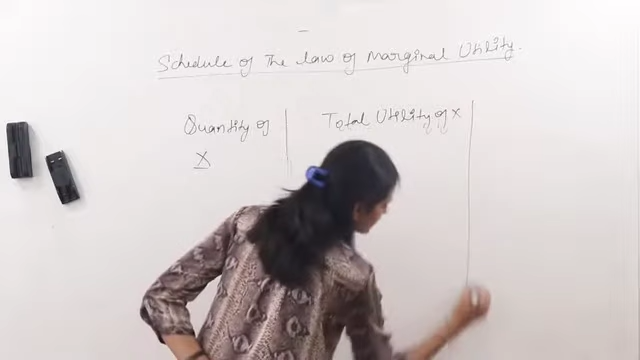 Schedule of The law of Marginal Utility.
Quantity of X
Total Utility of x